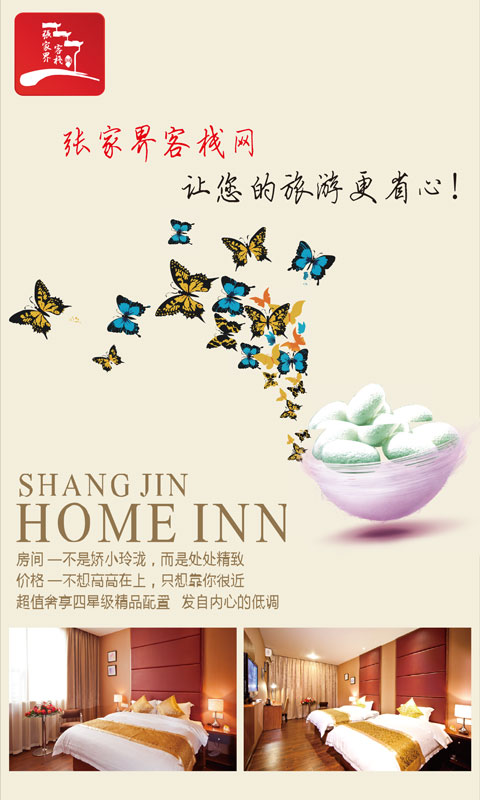 张家界
客栈
张家界客栈网
让您的旅游更省心！
SHANG JIN
HOME INN
房间 —不是娇小玲珑，而是处处精致
价格 —不想高高在上，只想靠你很近
超值奢享四星级精品配置 发自内心的低调